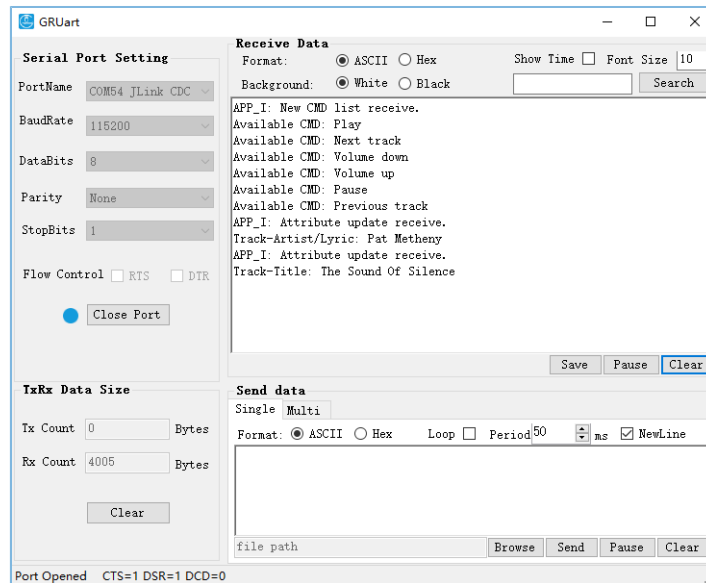 GRUart
Serial Port Setting
PortName COM54 JLink CDC
BaudRate 115200
DataBits 8
Parity None
StopBits 1
Flow Control RTS DTR
Close Port
TxRx Data Size
Tx Count 0 Bytes
Rx Count 4005 Bytes
Clear
Receive Data
Format: ASCII Hex Show Time Font Size 10
Background: White Black Search
APP_I: New CMD list receive.
Available CMD: Play
Available CMD: Next track
Available CMD: Volume down
Available CMD: Volume up
Available CMD: Pause
Available CMD: Previous track
APP_I: Attribute update receive.
Track-Artist/Lyric: Pat Metheny
APP_I: Attribute update receive.
Track-Title: The Sound Of Silence
Save Pause Clear
Send data
Single Multi
Format: ASCII Hex Loop Period 50 ms NewLine
file path Browse Send Pause Clear
Port Opened CTS=1 DSR=1 DCD=0